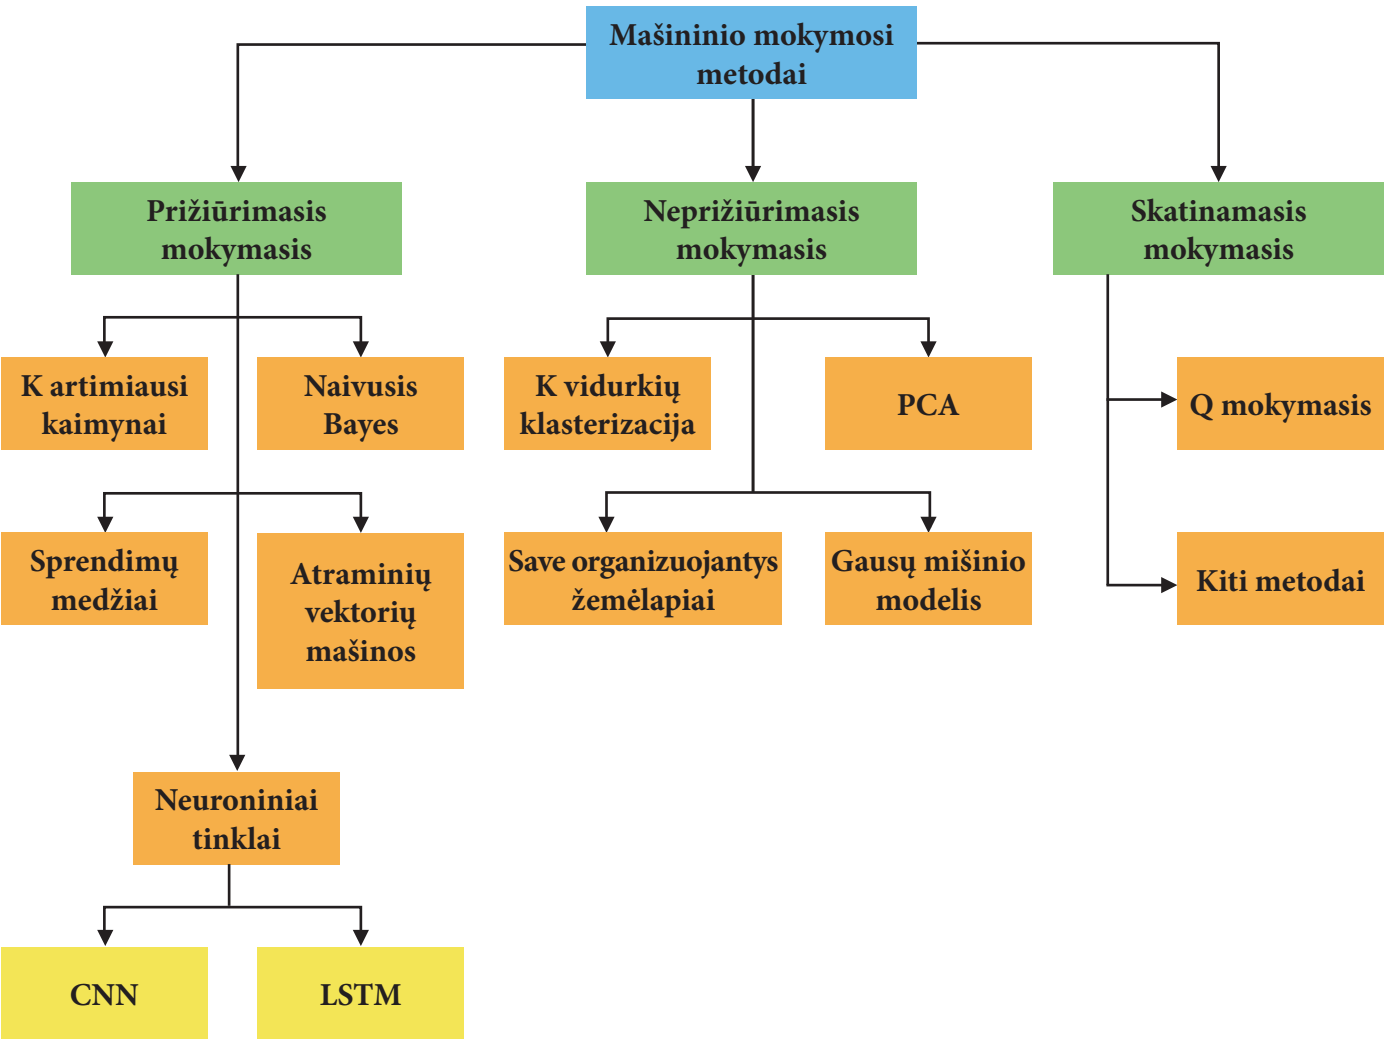 Mašininio mokymosi
metodai
Prižiūrimasis
mokymasis
Neprižiūrimasis
mokymasis
Skatinamasis
mokymasis
K artimiausi
kaimynai
Naivusis
Bayes
K vidurkių
klasterizacija
PCA
Q mokymasis
Sprendimų
medžiai
Atraminių
vektorių
mašinos
Save organizuojantys
žemėlapiai
Gausų mišinio
modelis
Kiti metodai
Neuroniniai
tinklai
CNN
LSTM